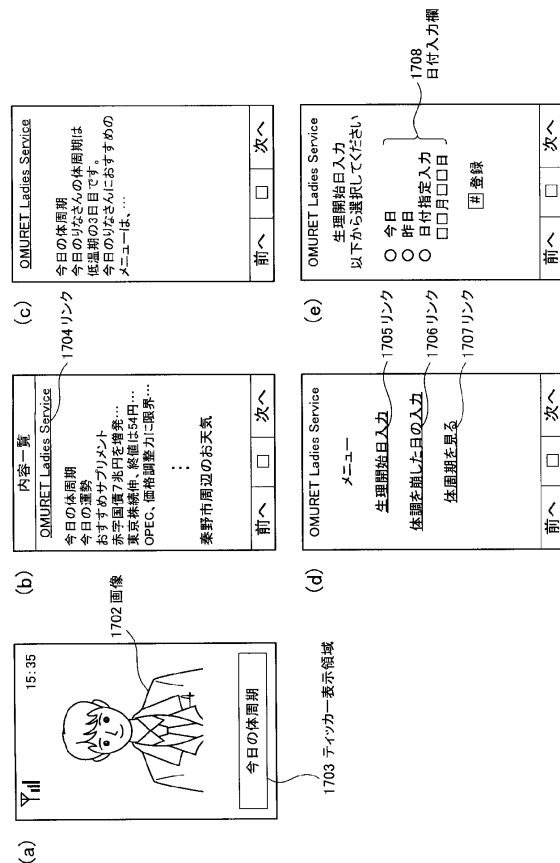 (a)
15:35
1702 画像
今日の体周期
1703 ティッカー表示領域
(b)
内容一覧
OMURET Ladies Service
1704 リンク
今日の体周期
今日の運勢
おすすめサプリメント
赤字国債7兆円を増発…
東京株続伸、終値は54円…
OPEC、価格調整力に限界…
：
秦野市周辺のお天気
前へ □ 次へ
(c)
OMURET Ladies Service
今日の体周期
今日のりなさんの体周期は
低温期の3日目です。
今日のりなさんにおすすめの
メニューは、…
前へ □ 次へ
(d)
OMURET Ladies Service
メニュー
生理開始日入力
1705 リンク
体調を崩した日の入力
1706 リンク
体周期を見る
1707 リンク
前へ □ 次へ
(e)
OMURET Ladies Service
生理開始日入力
以下から選択してください
○ 今日
○ 昨日
○ 日付指定入力
□□月□□日
1708
日付入力欄
# 登録
前へ □ 次へ